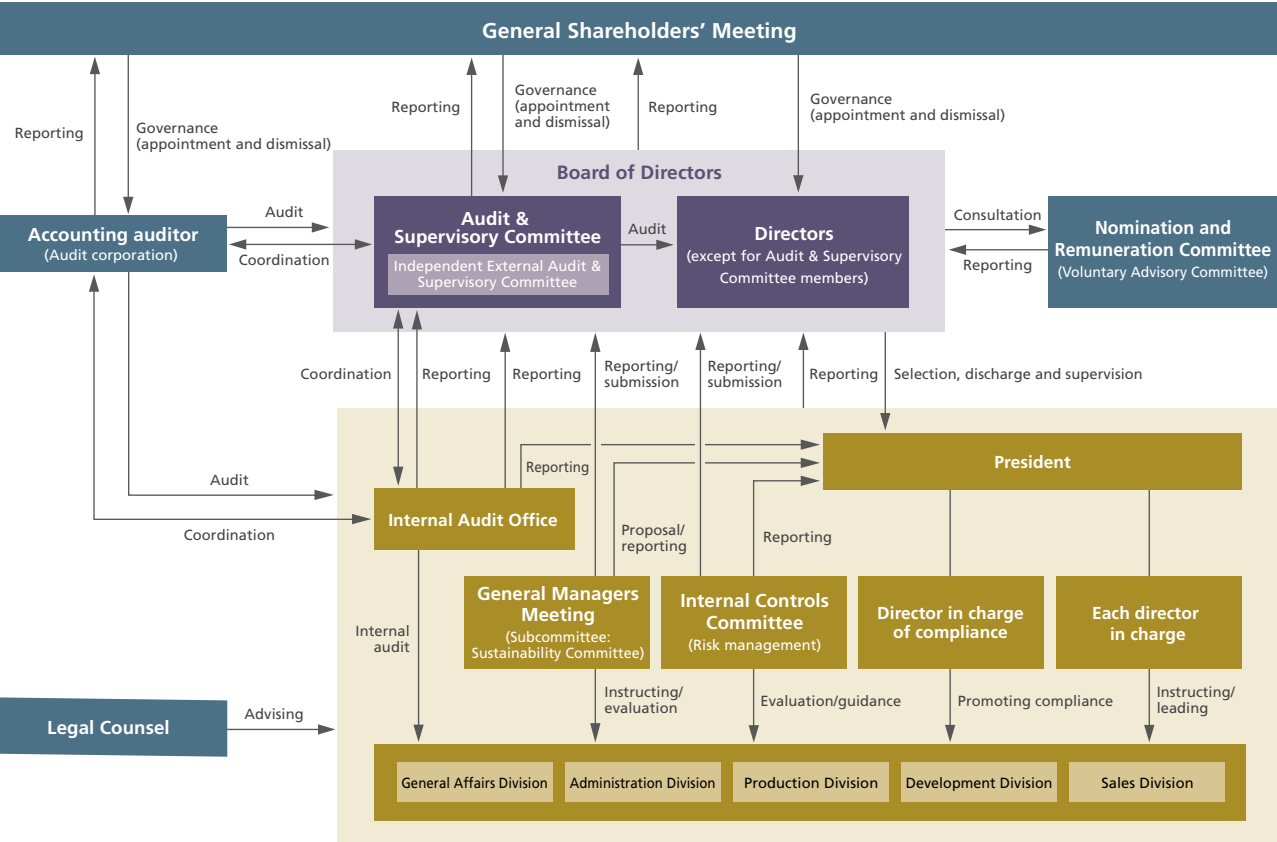 General Shareholders’ Meeting
Reporting
Governance
(appointment and dismissal)
Reporting
Governance
(appointment
and dismissal)
Reporting
Governance
(appointment and dismissal)
Board of Directors
Accounting auditor
(Audit corporation)
Audit
Coordination
Audit &
Supervisory Committee
Independent External Audit &
Supervisory Committee
Audit
Directors
(except for Audit & Supervisory
Committee members)
Consultation
Reporting
Nomination and
Remuneration Committee
(Voluntary Advisory Committee)
Coordination
Reporting
Reporting
Reporting/
submission
Reporting/
submission
Reporting
Selection, discharge and supervision
President
Reporting
Audit
Coordination
Internal Audit Office
Proposal/
reporting
Reporting
General Managers
Meeting
(Subcommittee:
Sustainability Committee)
Internal Controls
Committee
(Risk management)
Director in charge
of compliance
Each director
in charge
Internal
audit
Instructing/
evaluation
Evaluation/guidance
Promoting compliance
Instructing/
leading
Legal Counsel
Advising
General Affairs Division
Administration Division
Production Division
Development Division
Sales Division